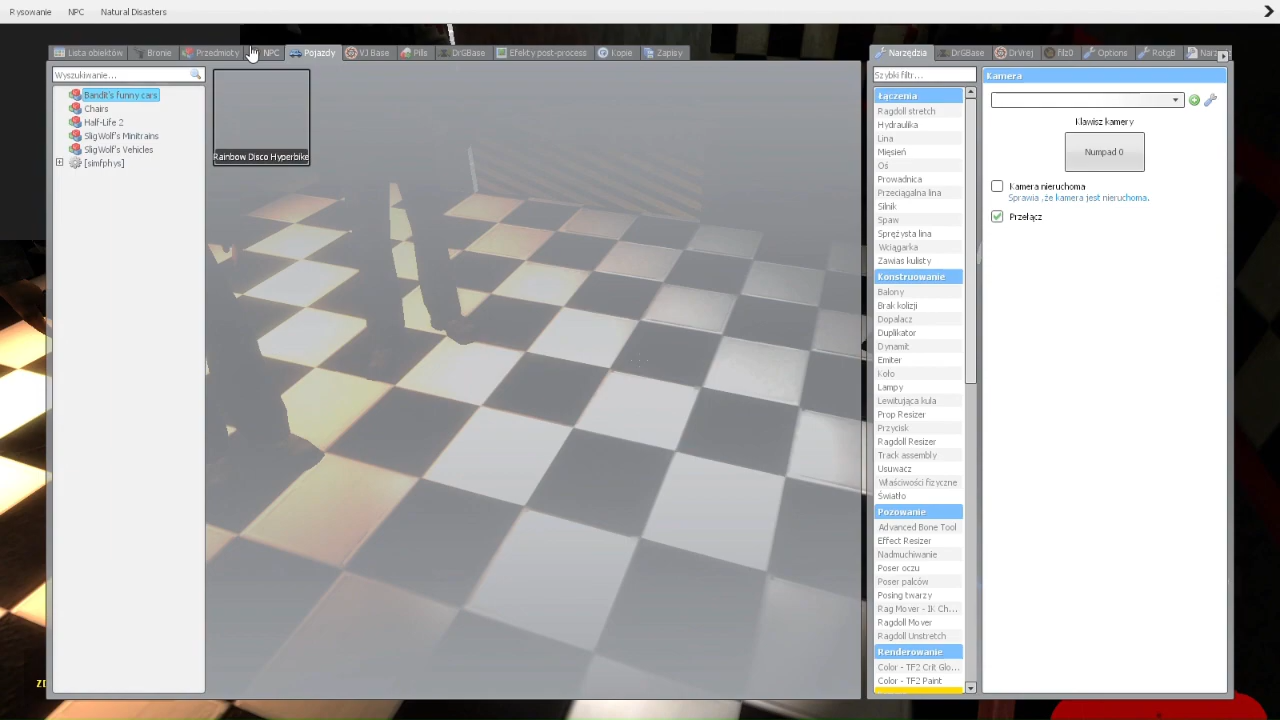 Rysowanie NPC Natural Disasters
Lista obiektów Bronie Przedmioty NPC Pojazdy VJ Base Pills DrGBase Efekty post-process Kopie Zapisy
Wyszukiwanie...
Bandit's funny cars
Chairs
Half-Life 2
SligWolf's Minitrains
SligWolf's Vehicles
[simfphys]
Rainbow Disco Hyperbike
Narzędzia DrGBase DrVrej Options RotgB
Szybki filtr...
Łączenia
Ragdoll stretch
Hydraulika
Lina
Mięsień
Oś
Prowadnica
Przeciągalna lina
Silnik
Spaw
Sprężysta lina
Wciągarka
Zawias kulisty
Konstruowanie
Balony
Brak kolizji
Dopalacz
Duplikator
Dynamit
Emiter
Koło
Lampy
Lewitująca kula
Prop Resizer
Przycisk
Ragdoll Resizer
Track assembly
Usuwacz
Właściwości fizyczne
Światło
Pozowanie
Advanced Bone Tool
Effect Resizer
Nadmuchiwanie
Poser oczu
Poser palców
Posing twarzy
Rag Mover - IK Ch...
Ragdoll Mover
Ragdoll Unstretch
Renderowanie
Color - TF2 Crit Glo...
Color - TF2 Paint
Kamera
Klawisz kamery
Numpad 0
Kamera nieruchoma
Sprawia ,że kamera jest nieruchoma.
Przełącz